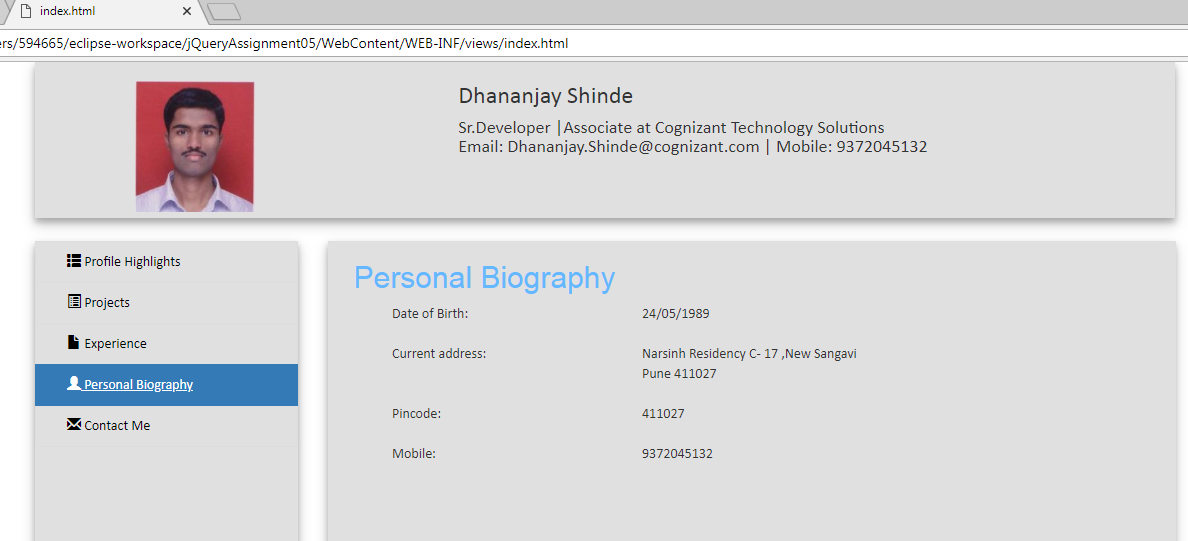 index.html
ers/594665/eclipse-workspace/jQueryAssignment05/WebContent/WEB-INF/views/index.html
Dhananjay Shinde
Sr.Developer |Associate at Cognizant Technology Solutions
Email: Dhananjay.Shinde@cognizant.com | Mobile: 9372045132
Profile Highlights
Projects
Experience
Personal Biography
Contact Me
Personal Biography
Date of Birth: 24/05/1989
Current address: Narsinh Residency C- 17 ,New Sangavi
Pune 411027
Pincode: 411027
Mobile: 9372045132